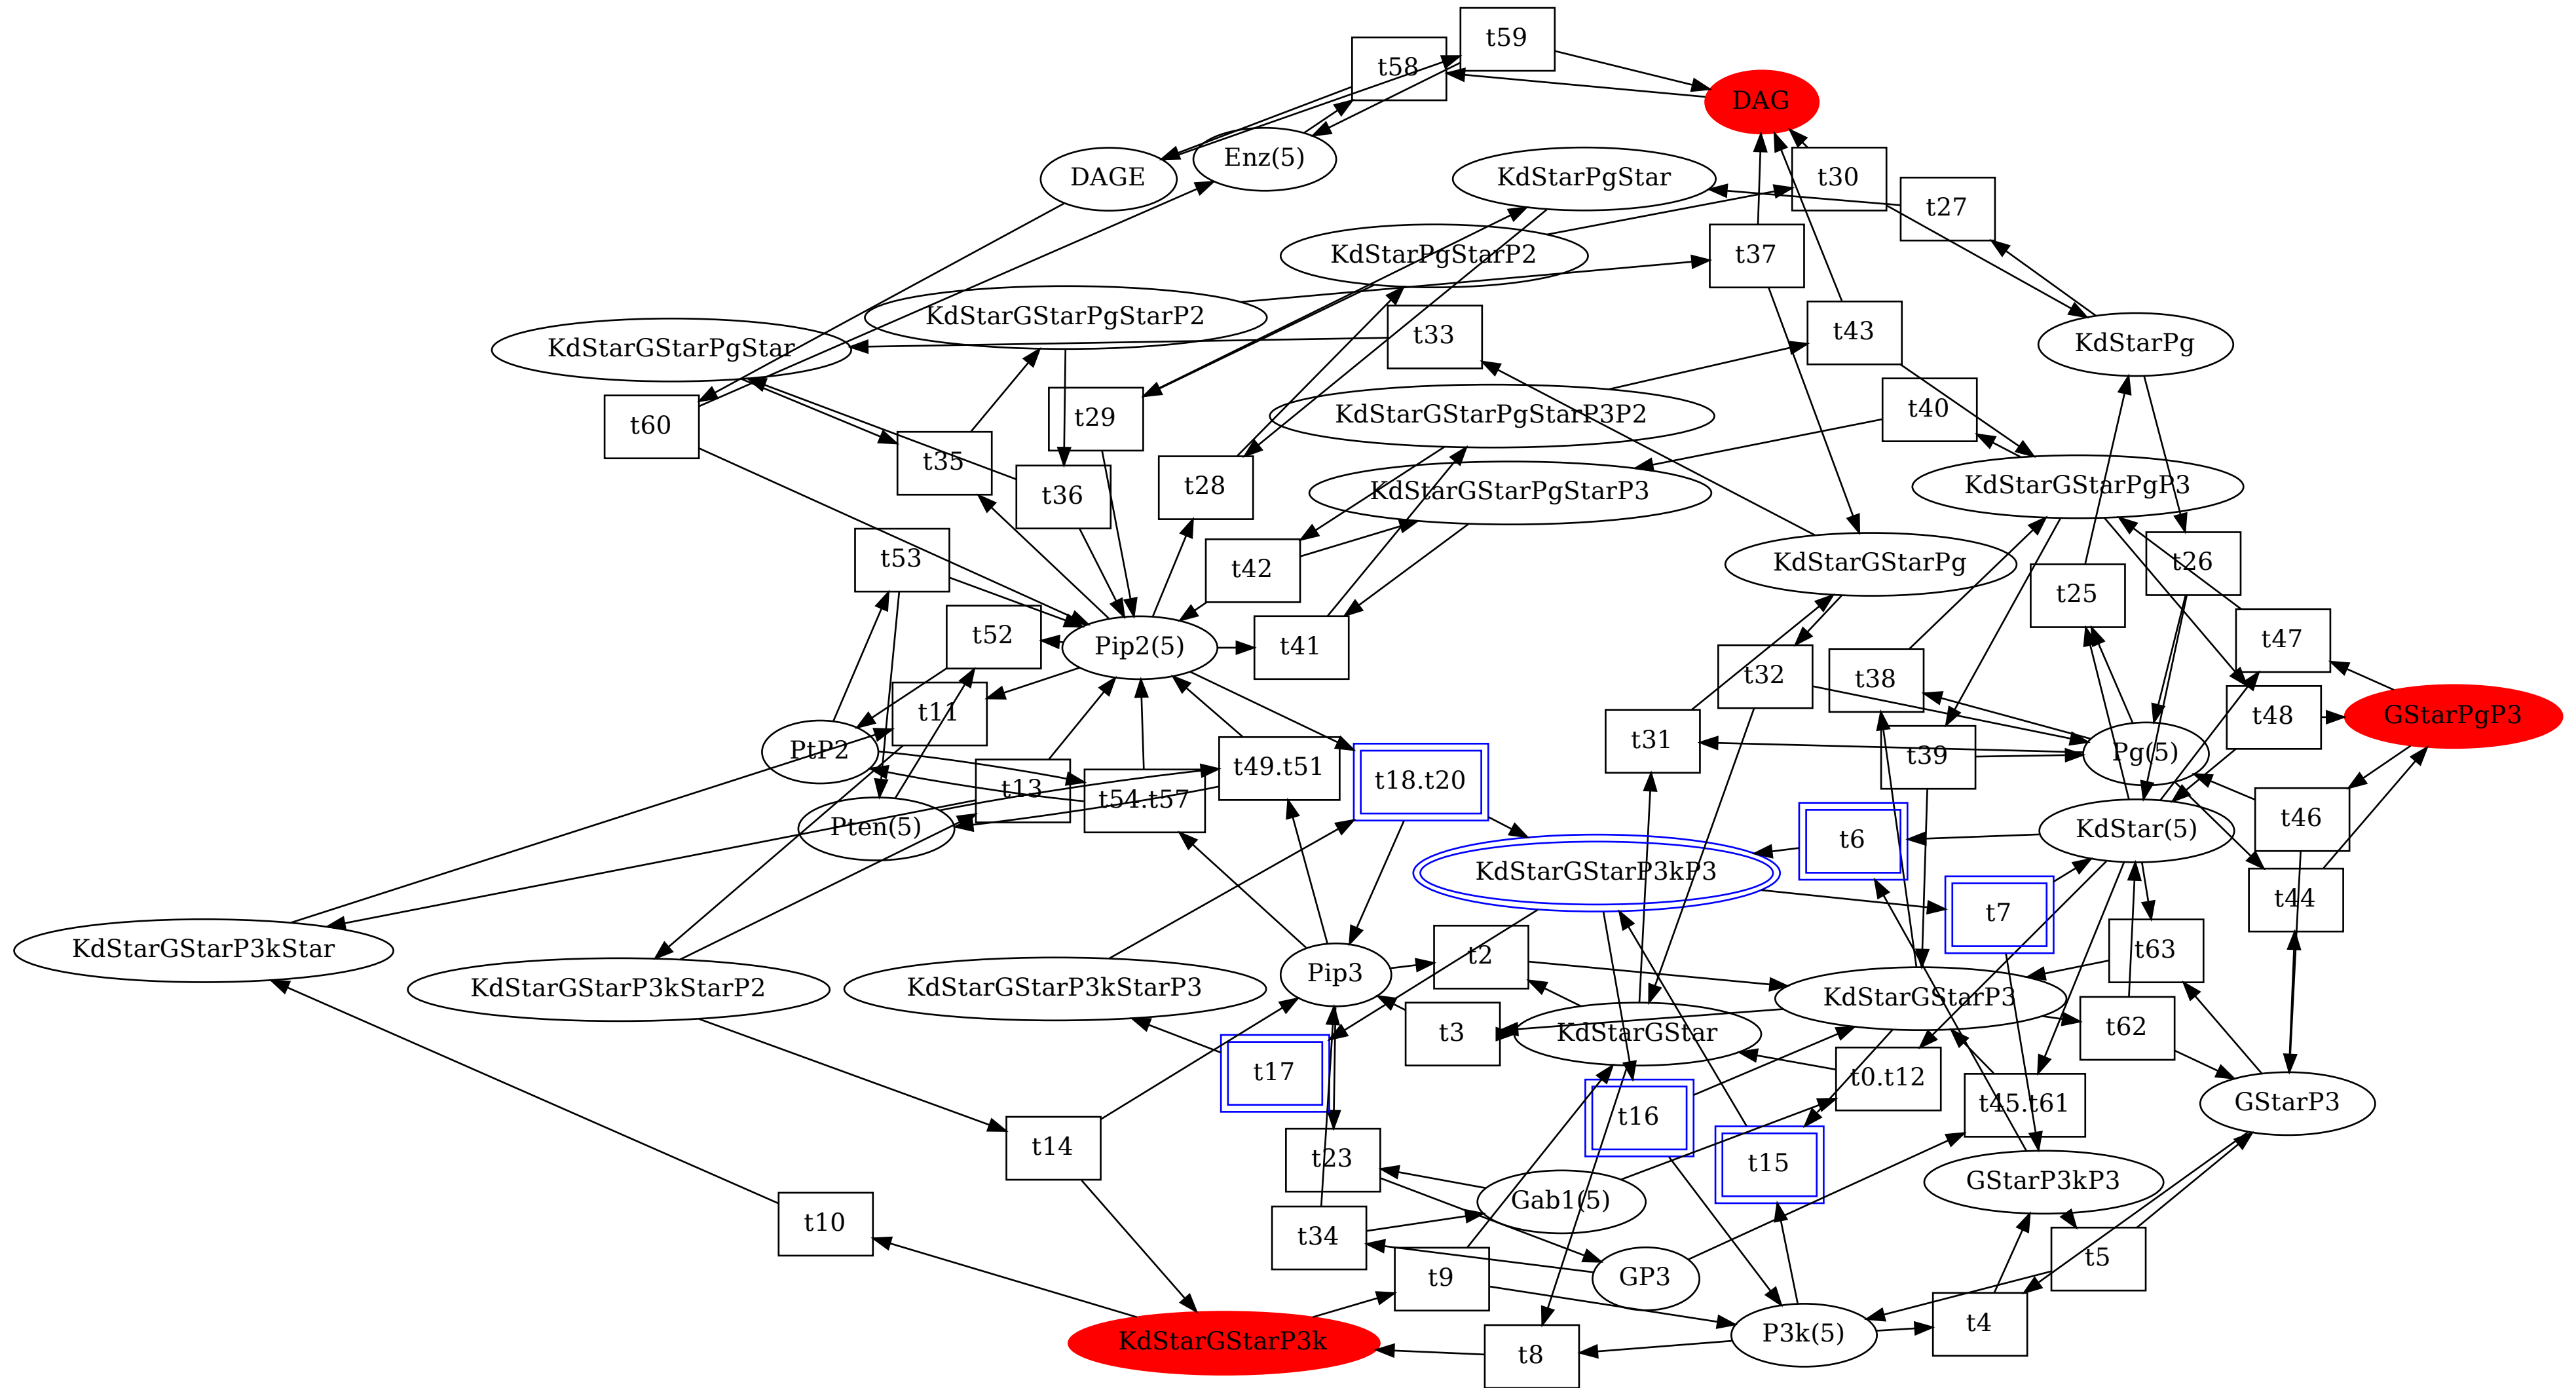 t59
t58
DAG
Enz(5)
DAGE
KdStarPgStar
t30
t27
KdStarPgStarP2
t37
KdStarGStarPgStarP2
t43
t33
KdStarPg
KdStarGStarPgStar
t40
KdStarGStarPgStarP3P2
t29
t60
t35
t36
t28
KdStarGStarPgStarP3
KdStarGStarPgP3
t53
t42
KdStarGStarPg
t26
t25
t52
Pip2(5)
t41
t47
t32
t38
t11
t48
GStarPgP3
t31
PtP2
t39
Pg(5)
t49.t51
t18.t20
t13
t54.t57
t46
Pten(5)
t6
KdStar(5)
KdStarGStarP3kP3
t44
t7
KdStarGStarP3kStar
t2
t63
Pip3
KdStarGStarP3kStarP2
KdStarGStarP3kStarP3
KdStarGStarP3
t3
KdStarGStar
t62
t17
t0.t12
t45.t61
GStarP3
t16
t14
t23
t15
GStarP3kP3
Gab1(5)
t10
t34
t9
GP3
t5
KdStarGStarP3k
t8
P3k(5)
t4